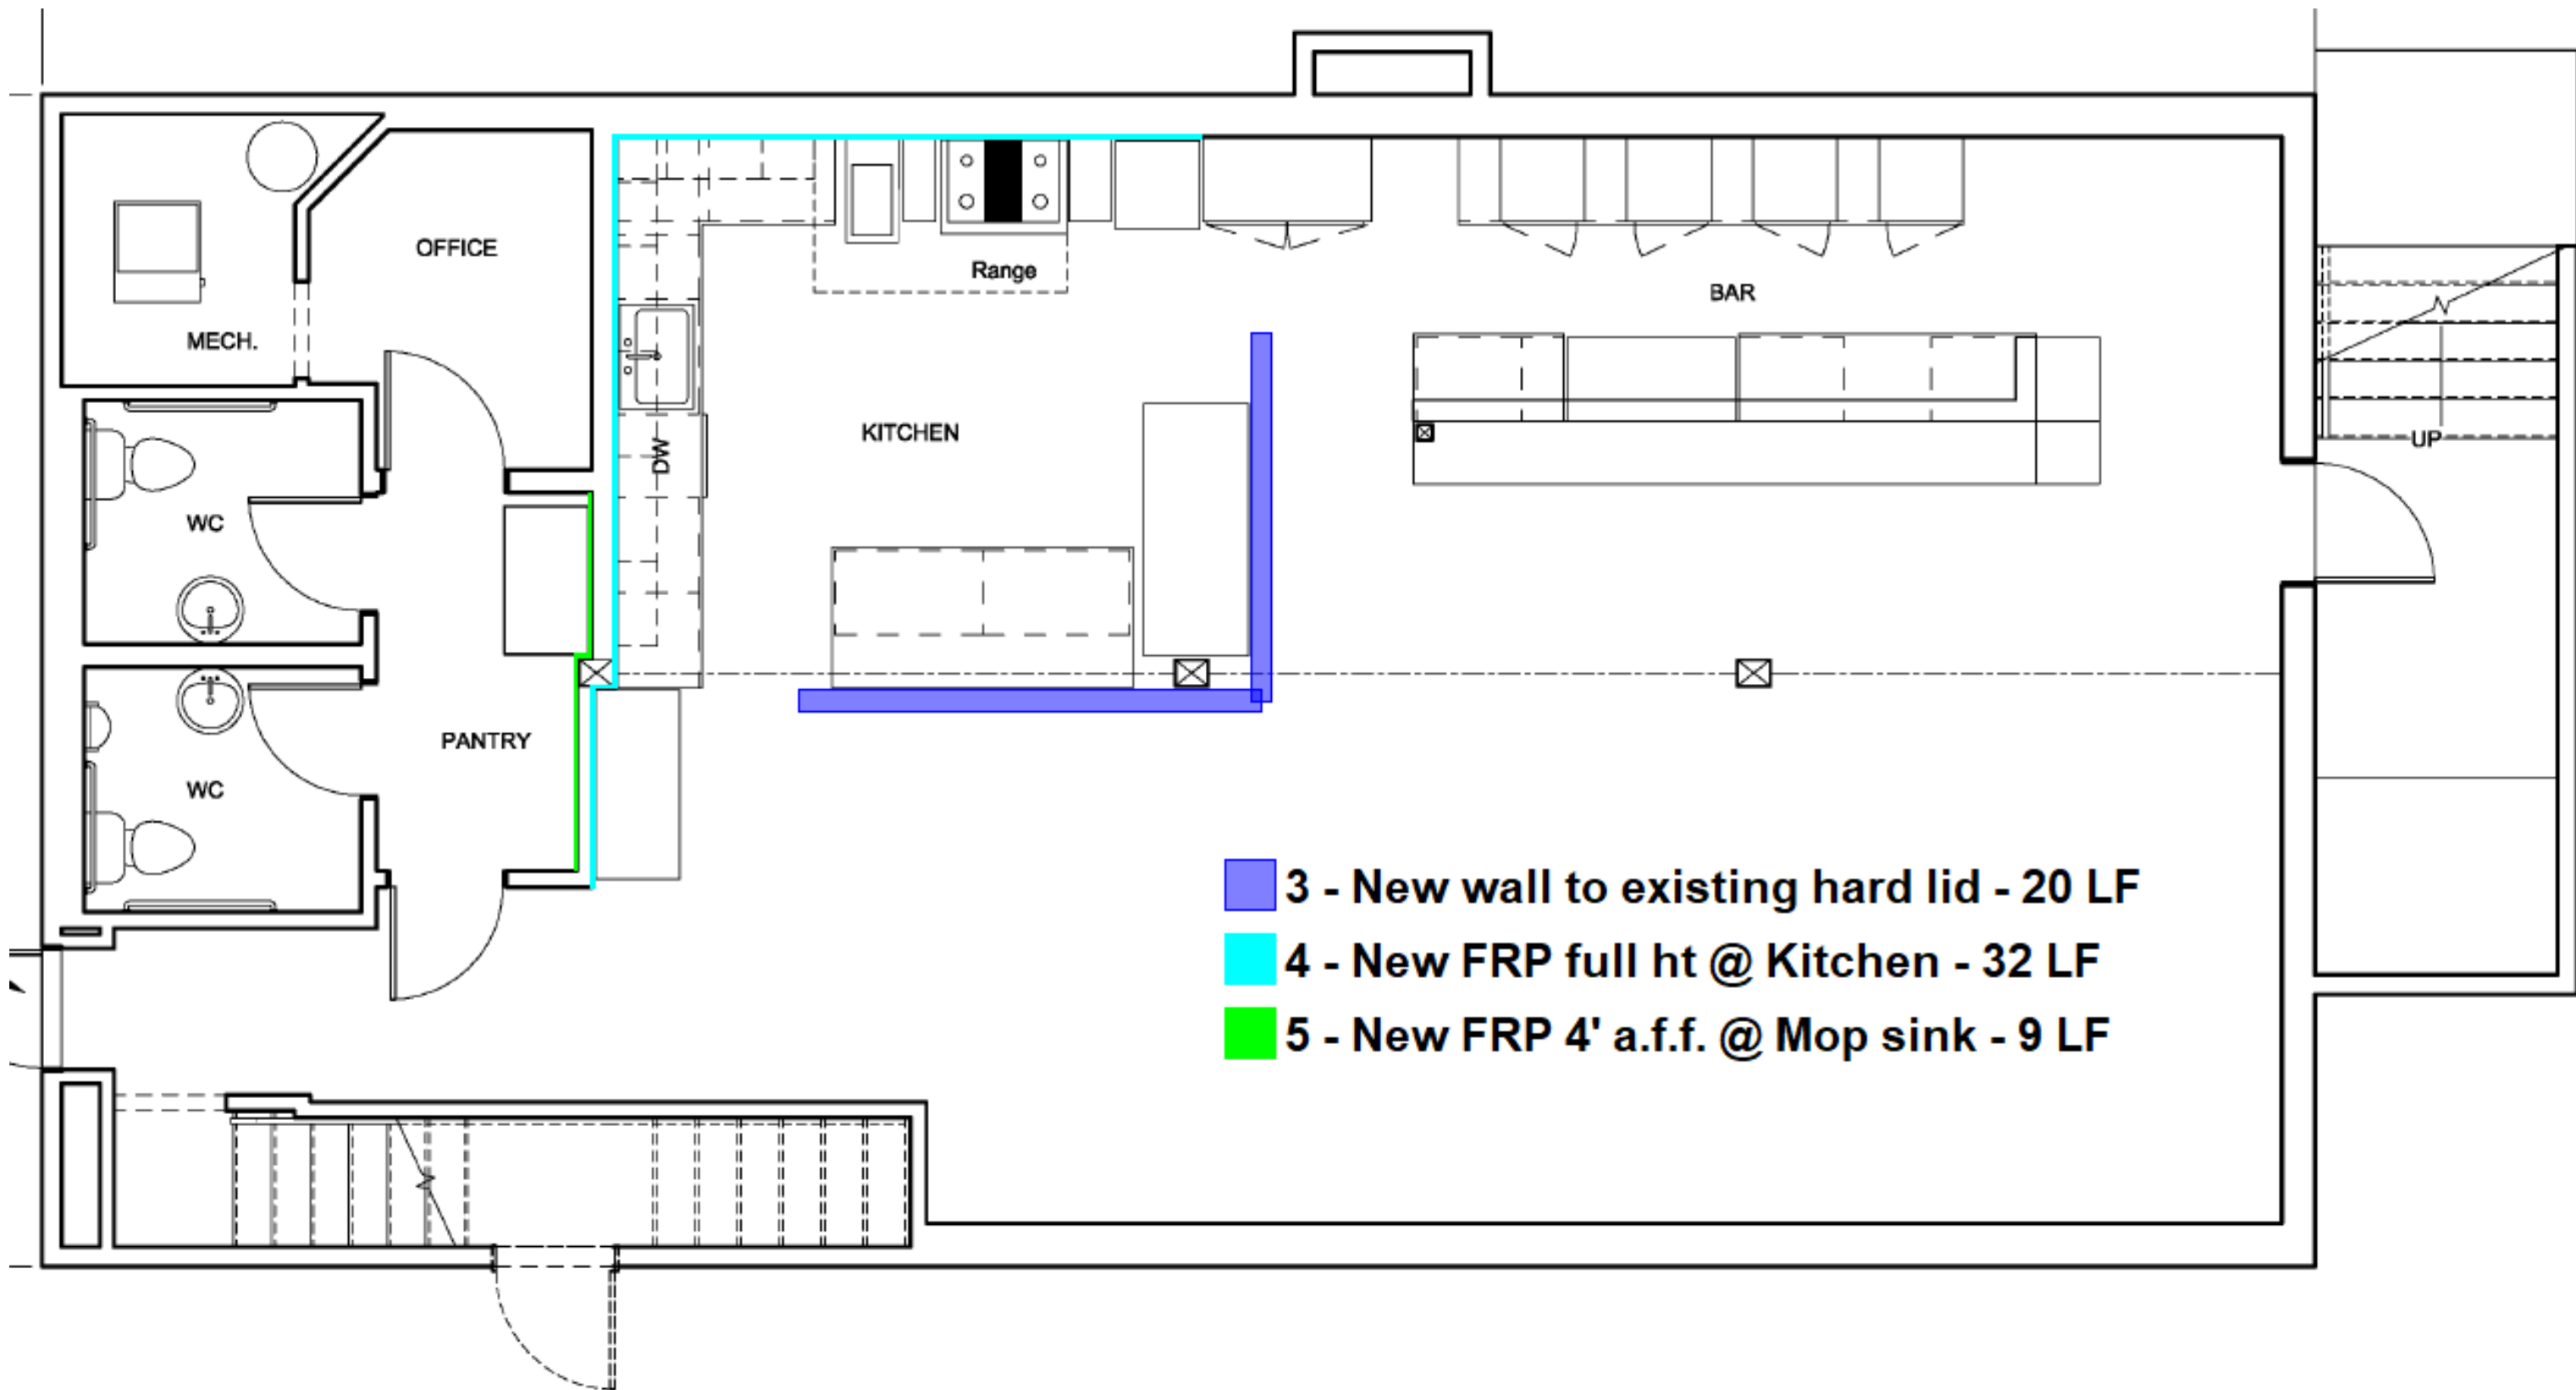 OFFICE
Range
BAR
MECH.
KITCHEN
DW
UP
WC
PANTRY
WC
3 - New wall to existing hard lid - 20 LF
4 - New FRP full ht @ Kitchen - 32 LF
5 - New FRP 4' a.f.f. @ Mop sink - 9 LF